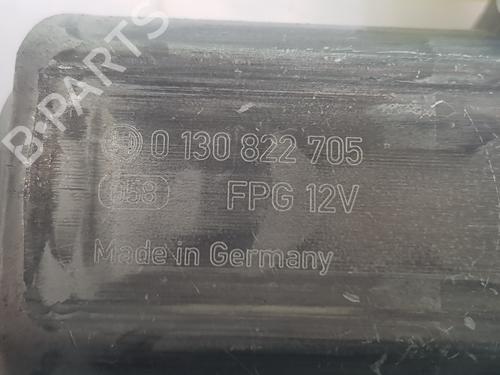 B-PARTS
0 130 822 705
058 FPG 12V
Made in Germany